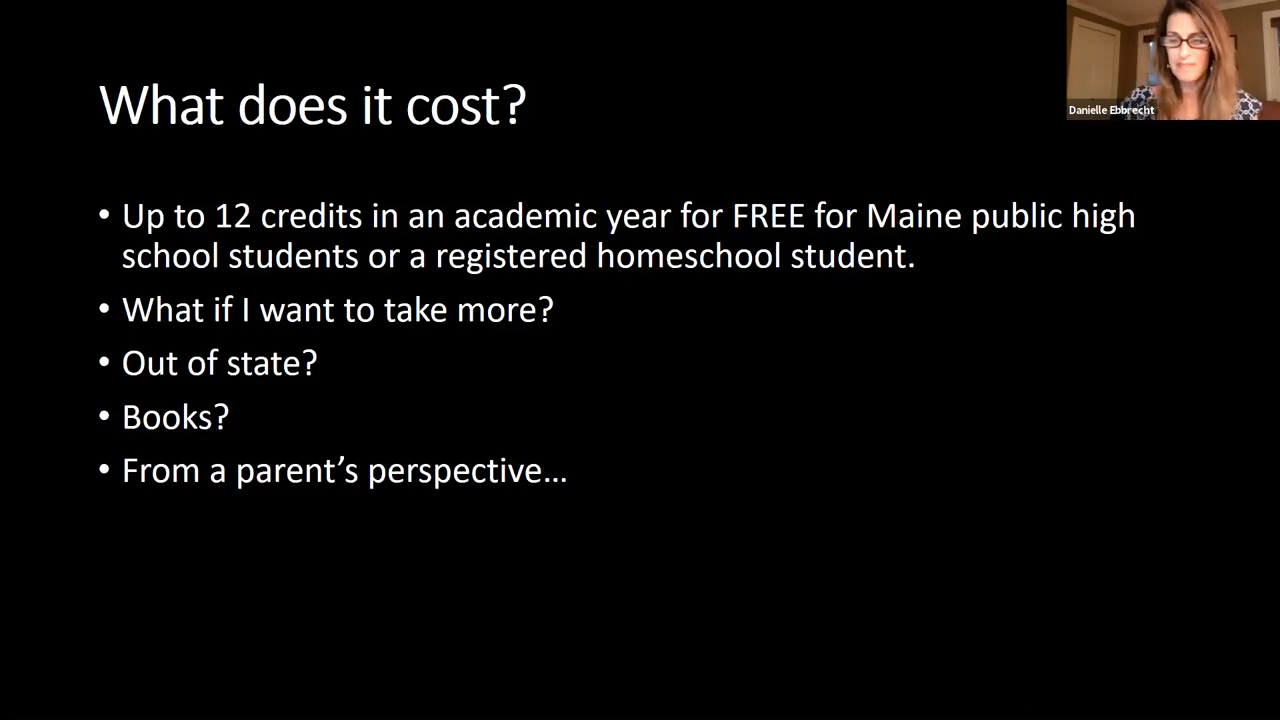 What does it cost?
Danielle Ebbrecht
• Up to 12 credits in an academic year for FREE for Maine public high
school students or a registered homeschool student.
• What if I want to take more?
• Out of state?
• Books?
• From a parent’s perspective…